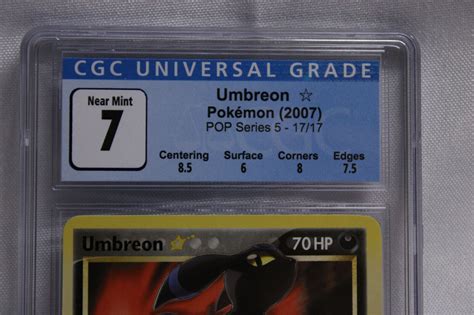 CGC UNIVERSAL GRADE
Near Mint
7
Umbreon ☆
Pokémon (2007)
POP Series 5 - 17/17
Centering Surface Corners Edges
8.5 6 8 7.5
Umbreon 70 HP